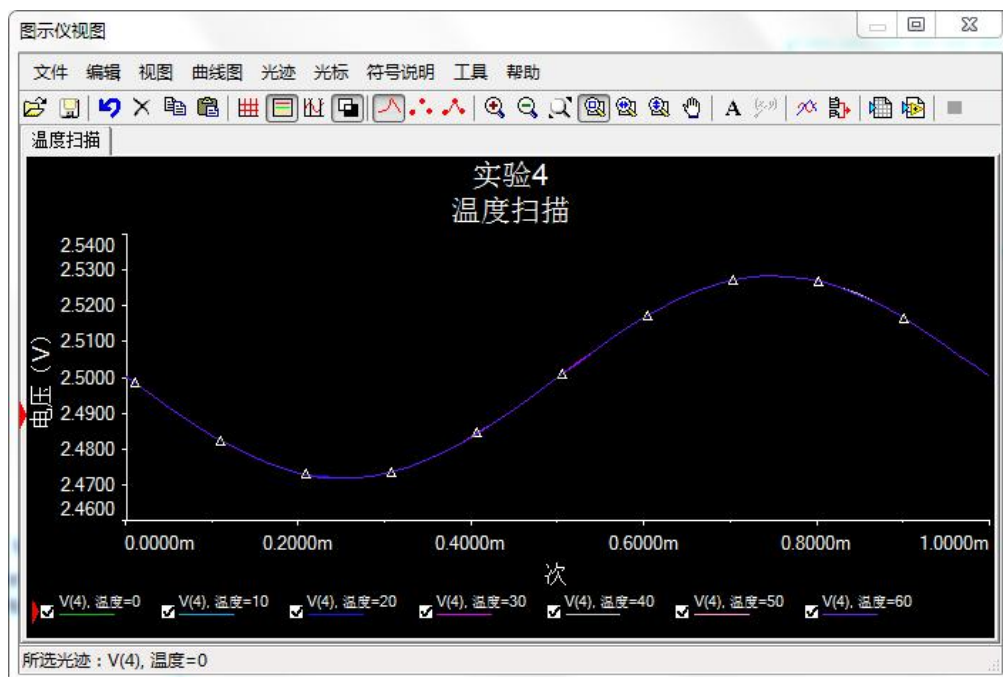 图示仪视图
文件 编辑 视图 曲线图 光迹 光标 符号说明 工具 帮助
A
温度扫描
实验4
温度扫描
电压 (V)
2.5400
2.5300
2.5200
2.5100
2.5000
2.4900
2.4800
2.4700
2.4600
0.0000m 0.2000m 0.4000m 0.6000m 0.8000m 1.0000m
次
V(4), 温度=0 V(4), 温度=10 V(4), 温度=20 V(4), 温度=30 V(4), 温度=40 V(4), 温度=50 V(4), 温度=60
所选光迹：V(4), 温度=0